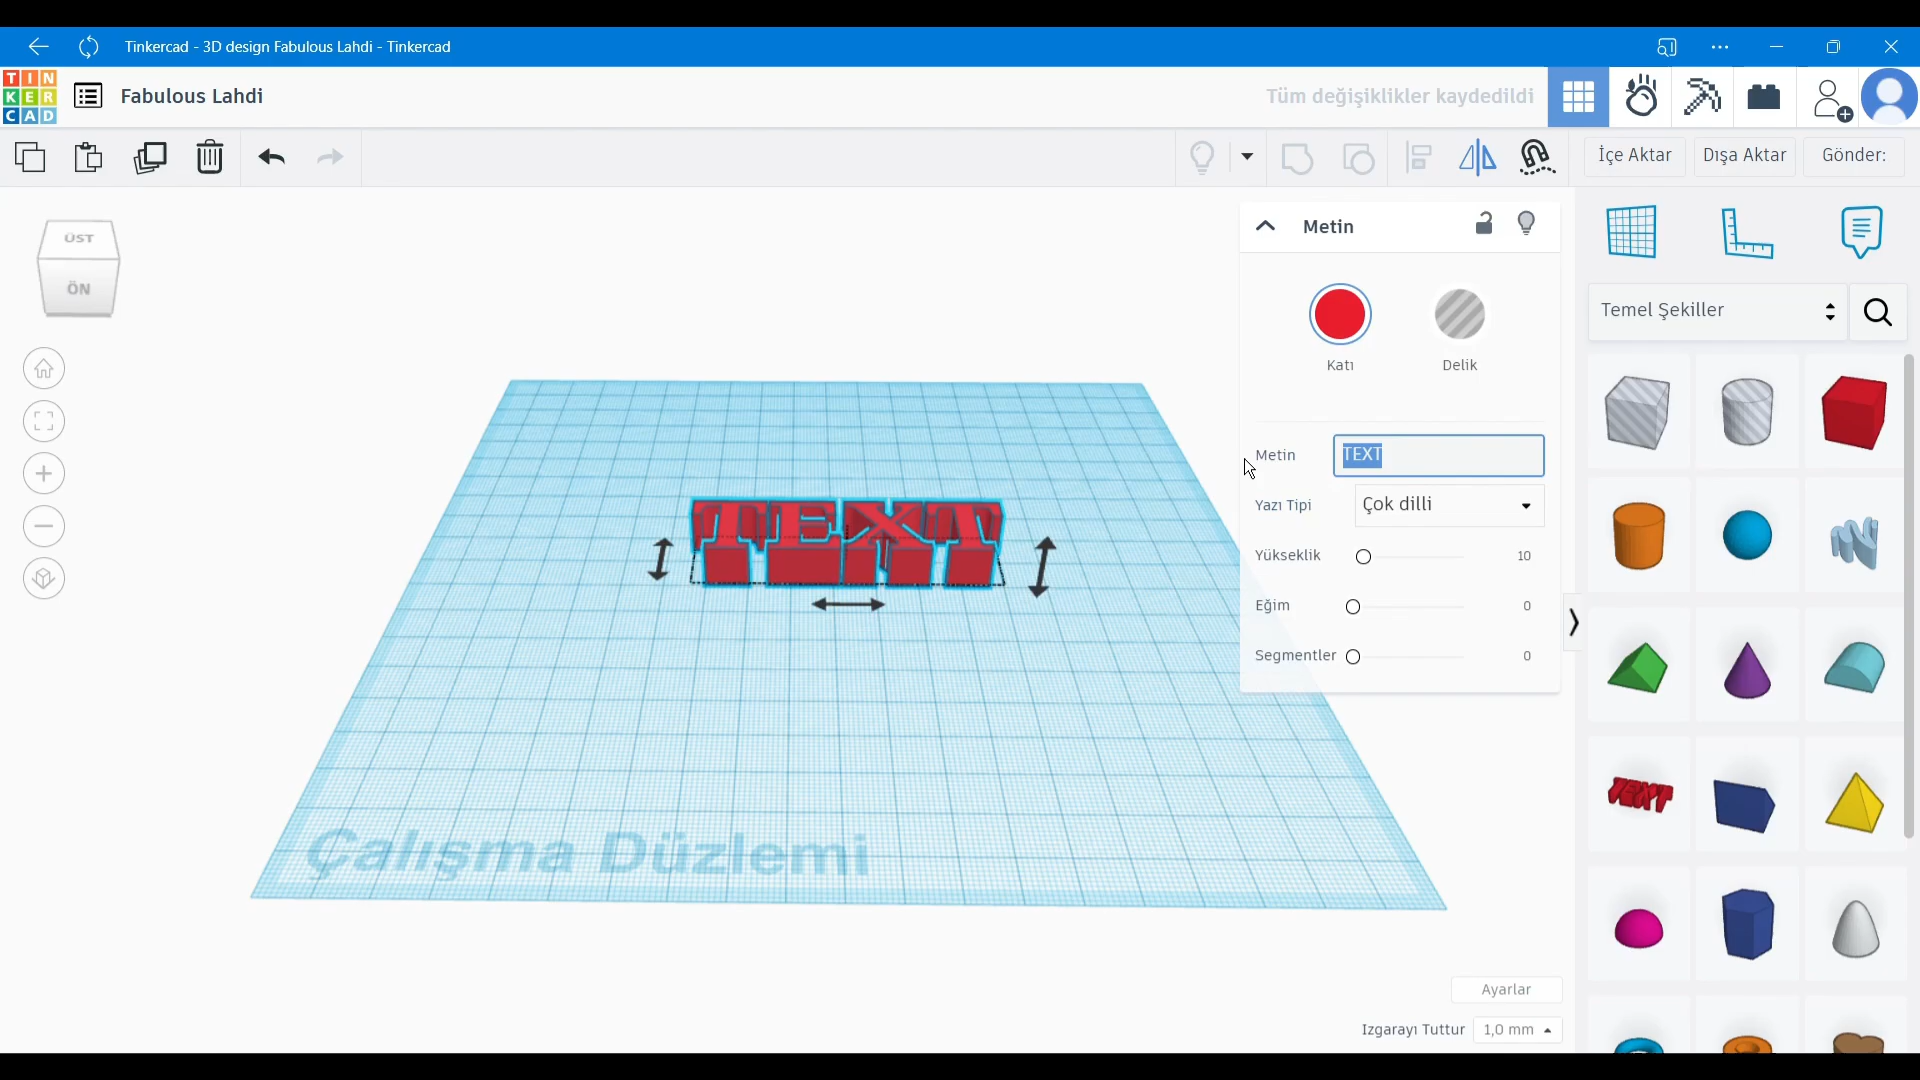 Tinkercad - 3D design Fabulous Lahdi - Tinkercad
TIN
KER
CAD
Fabulous Lahdi
Tüm değişiklikler kaydedildi
İçe Aktar
Dışa Aktar
Gönder:
ÜST
ÖN
Metin
Katı
Delik
Metin
TEXT
Yazı Tipi
Çok dilli
Yükseklik
10
Eğim
0
Segmentler
0
TEXT
Çalışma Düzlemi
Temel Şekiller
TEXT
Ayarlar
Izgarayı Tuttur
1,0 mm